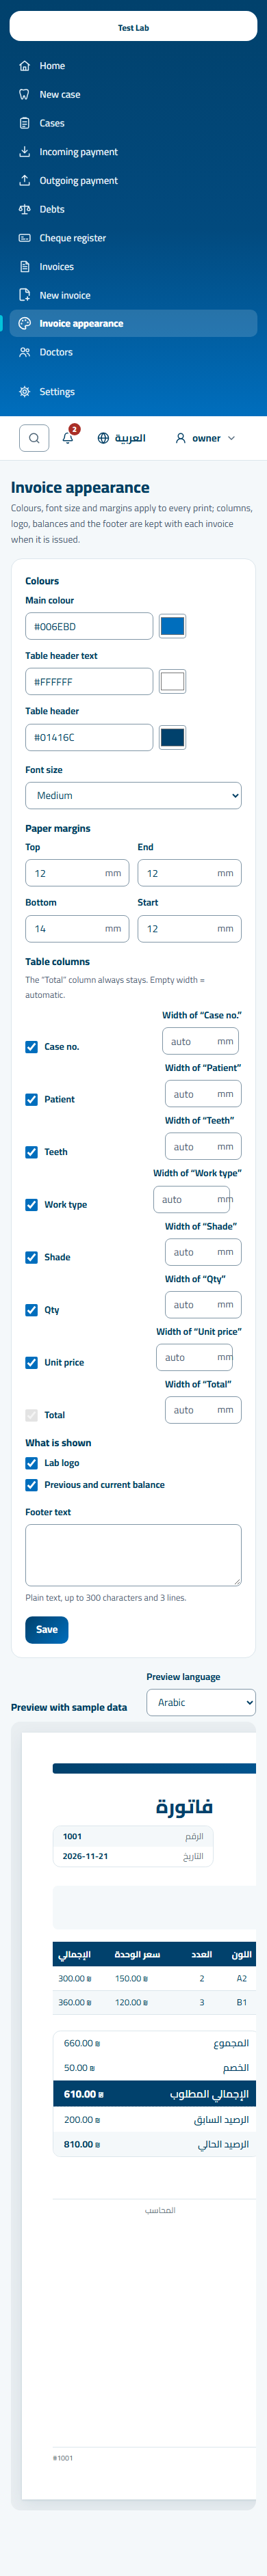 Test Lab
Home
New case
Cases
Incoming payment
Outgoing payment
Debts
Cheque register
Invoices
New invoice
Invoice appearance
Doctors
Settings
2
العربية
owner
Invoice appearance
Colours, font size and margins apply to every print; columns,
logo, balances and the footer are kept with each invoice
when it is issued.
Colours
Main colour
#006EBD
Table header text
#FFFFFF
Table header
#01416C
Font size
Medium
Paper margins
Top End
12 mm 12 mm
Bottom Start
14 mm 12 mm
Table columns
The "Total" column always stays. Empty width =
automatic.
Width of "Case no."
Case no. auto mm
Width of "Patient"
Patient auto mm
Width of "Teeth"
Teeth auto mm
Width of "Work type"
Work type auto mm
Width of "Shade"
Shade auto mm
Width of "Qty"
Qty auto mm
Width of "Unit price"
Unit price auto mm
Width of "Total"
Total auto mm
What is shown
Lab logo
Previous and current balance
Footer text
Plain text, up to 300 characters and 3 lines.
Save
Preview language
Preview with sample data Arabic
فاتورة
الرقم 1001
التاريخ 2026-11-21
اللون العدد سعر الوحدة الإجمالي
A2 2 150.00 ₪ 300.00 ₪
B1 3 120.00 ₪ 360.00 ₪
المجموع 660.00 ₪
الخصم 50.00 ₪
الإجمالي المطلوب 610.00 ₪
الرصيد السابق 200.00 ₪
الرصيد الحالي 810.00 ₪
المحاسب
#1001